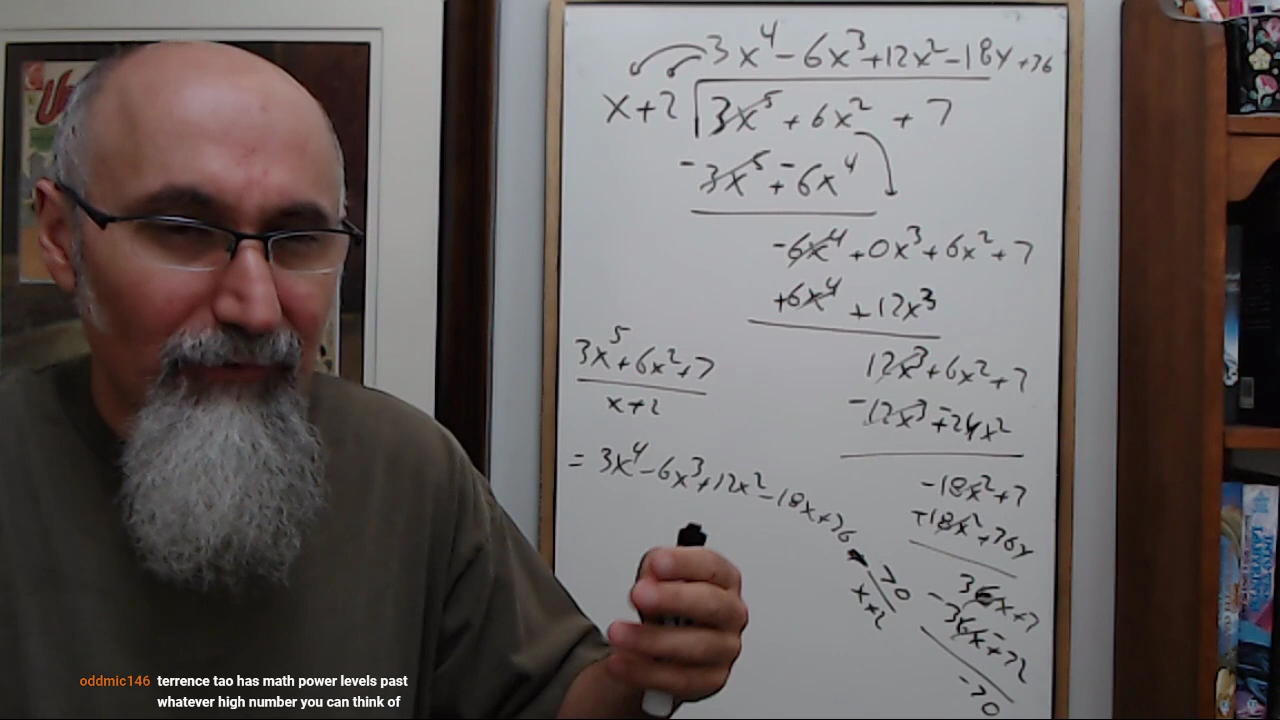 3x⁴ - 6x³ + 12x² - 18x + 36
x+2 3x⁵ + 6x² + 7
- 3x⁵ + - 6x⁴
- 6x⁴ + 0x³ + 6x² + 7
+ 6x⁴ + 12x³
12x³ + 6x² + 7
- 12x³ + - 24x²
- 18x² + 7
+ 18x² + 36x
36x + 7
- 36x + - 72
- 70
3x⁵ + 6x² + 7
x+2
= 3x⁴ - 6x³ + 12x² - 18x + 36
70
x+2
oddmic146 terrence tao has math power levels past
whatever high number you can think of